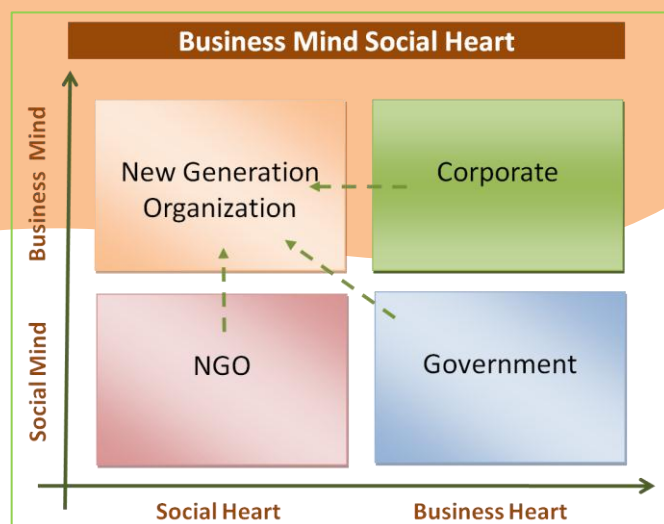 Business Mind Social Heart
Business Mind
New Generation
Organization
Corporate
Social Mind
NGO
Government
Social Heart
Business Heart